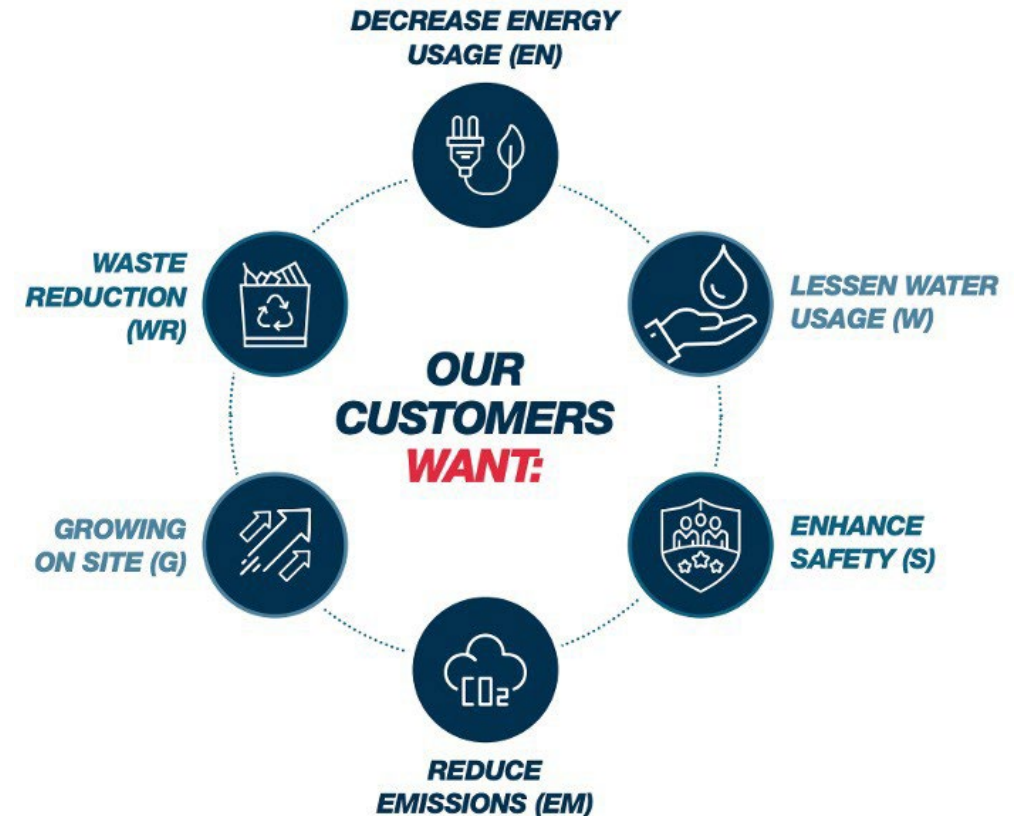 DECREASE ENERGY
USAGE (EN)
WASTE
REDUCTION
(WR)
LESSEN WATER
USAGE (W)
OUR
CUSTOMERS
WANT:
GROWING
ON SITE (G)
ENHANCE
SAFETY (S)
CO2
REDUCE
EMISSIONS (EM)